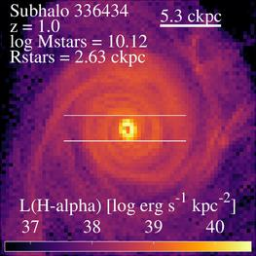 Subhalo 336434
5.3 ckpc
z = 1.0
log Mstars = 10.12
Rstars = 2.63 ckpc
L(H-alpha) [log erg s⁻¹ kpc⁻²]
37 38 39 40